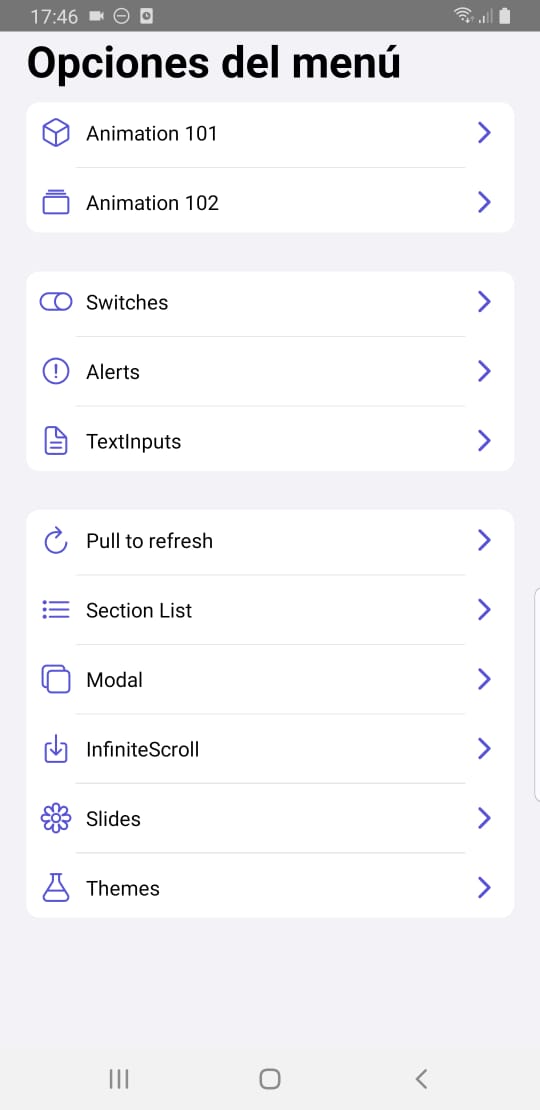 17:46
Opciones del menú
Animation 101
Animation 102
Switches
Alerts
TextInputs
Pull to refresh
Section List
Modal
InfiniteScroll
Slides
Themes